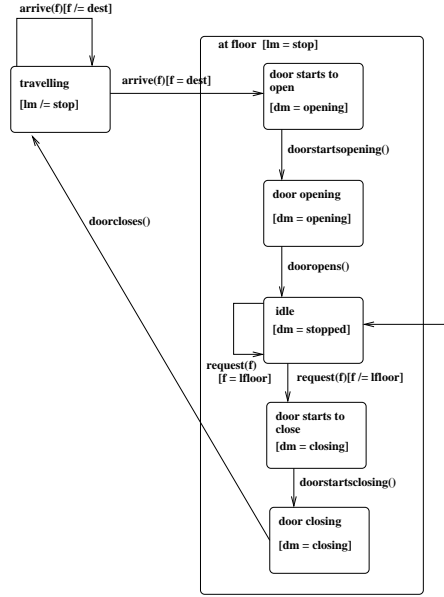 arrive(f)[f /= dest]
at floor [lm = stop]
travelling
[lm /= stop]
arrive(f)[f = dest]
door starts to
open
[dm = opening]
doorstartsopening()
door opening
[dm = opening]
doorcloses()
dooropens()
idle
[dm = stopped]
request(f)
[f = lfloor]
request(f)[f /= lfloor]
door starts to
close
[dm = closing]
doorstartsclosing()
door closing
[dm = closing]